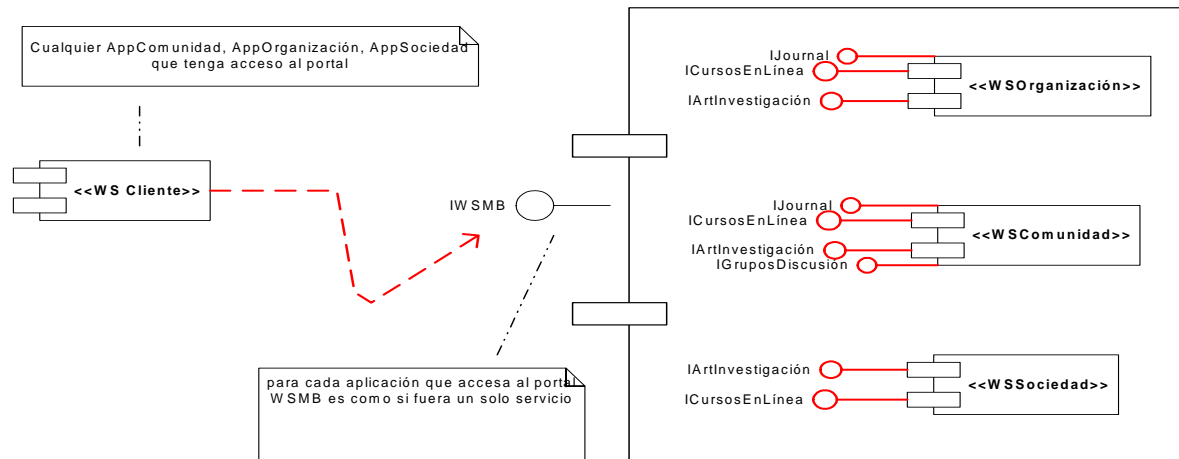 Cualquier AppComunidad, AppOrganización, AppSociedad
que tenga acceso al portal
<<WS Cliente>>
IWSMB
para cada aplicación que accesa al portal
WSMB es como si fuera un solo servicio
IJournal
ICursosEnLínea
IArtInvestigación
<<WSOrganización>>
IJournal
ICursosEnLínea
IArtInvestigación
IGruposDiscusión
<<WSComunidad>>
IArtInvestigación
ICursosEnLínea
<<WSSociedad>>